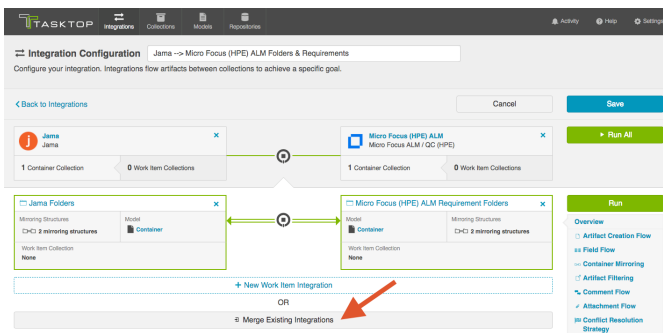 TASKTOP
Integrations
Collections
Models
Repositories
Activity
Help
Settings
Integration Configuration
Jama --> Micro Focus (HPE) ALM Folders & Requirements
Configure your integration. Integrations flow artifacts between collections to achieve a specific goal.
Back to Integrations
Cancel
Save
Jama
Jama
Micro Focus (HPE) ALM
Micro Focus ALM / QC (HPE)
Run All
1 Container Collection
0 Work Item Collections
1 Container Collection
0 Work Item Collections
Jama Folders
Micro Focus (HPE) ALM Requirement Folders
Run
Mirroring Structures
Model
Model
Mirroring Structures
2 mirroring structures
Container
Container
2 mirroring structures
Work Item Collection
Work Item Collection
None
None
Overview
Artifact Creation Flow
Field Flow
Container Mirroring
Artifact Filtering
Comment Flow
Attachment Flow
Conflict Resolution
Strategy
+ New Work Item Integration
OR
Merge Existing Integrations